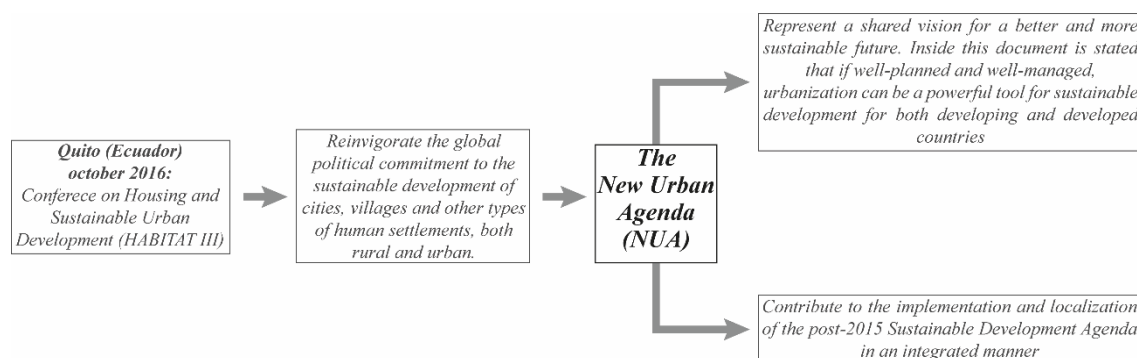 Quito (Ecuador)
october 2016:
Conferece on Housing and
Sustainable Urban
Development (HABITAT III)
Reinvigorate the global
political commitment to the
sustainable development of
cities, villages and other types
of human settlements, both
rural and urban.
The
New Urban
Agenda
(NUA)
Represent a shared vision for a better and more
sustainable future. Inside this document is stated
that if well-planned and well-managed,
urbanization can be a powerful tool for sustainable
development for both developing and developed
countries
Contribute to the implementation and localization
of the post-2015 Sustainable Development Agenda
in an integrated manner